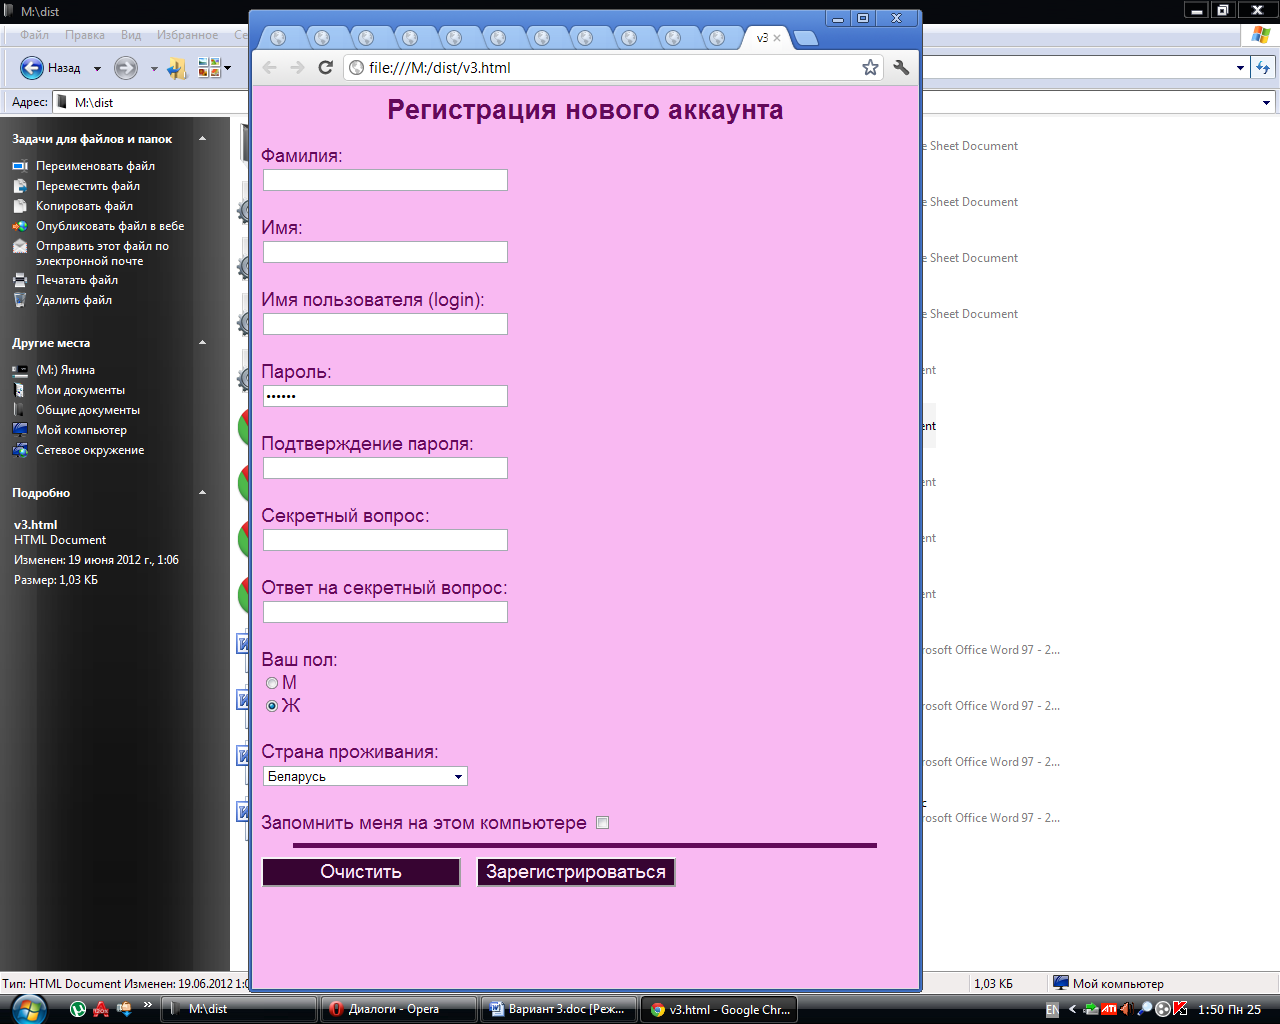 M:\dist
Файл Правка Вид Избранное
Назад
Адрес: M:\dist
Задачи для файлов и папок
Переименовать файл
Переместить файл
Копировать файл
Опубликовать файл в вебе
Отправить этот файл по
электронной почте
Печатать файл
Удалить файл
Другие места
(M:) Янина
Мои документы
Общие документы
Мой компьютер
Сетевое окружение
Подробно
v3.html
HTML Document
Изменен: 19 июня 2012 г., 1:06
Размер: 1,03 КБ
v3
file:///M:/dist/v3.html
Регистрация нового аккаунта
Фамилия:
Имя:
Имя пользователя (login):
Пароль:
••••••
Подтверждение пароля:
Секретный вопрос:
Ответ на секретный вопрос:
Ваш пол:
М
Ж
Страна проживания:
Беларусь
Запомнить меня на этом компьютере
Очистить Зарегистрироваться
e Sheet Document
e Sheet Document
e Sheet Document
e Sheet Document
ent
ent
ent
ent
ent
rosoft Office Word 97 - 2...
rosoft Office Word 97 - 2...
rosoft Office Word 97 - 2...
c
rosoft Office Word 97 - 2...
Тип: HTML Document Изменен: 19.06.2012 1:0
1,03 КБ Мой компьютер
M:\dist Диалоги - Opera Вариант 3.doc [Реж... v3.html - Google Chr... EN 1:50 Пн 25